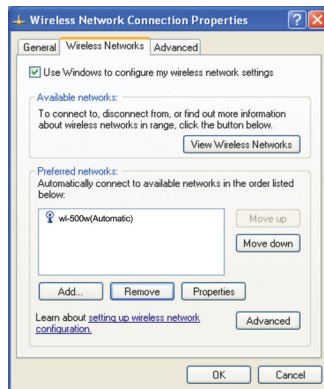 Wireless Network Connection Properties
General Wireless Networks Advanced
Use Windows to configure my wireless network settings
Available networks:
To connect to, disconnect from, or find out more information
about wireless networks in range, click the button below.
View Wireless Networks
Preferred networks:
Automatically connect to available networks in the order listed
below:
wl-500w(Automatic)
Move up
Move down
Add... Remove Properties
Learn about setting up wireless network
configuration.
Advanced
OK Cancel